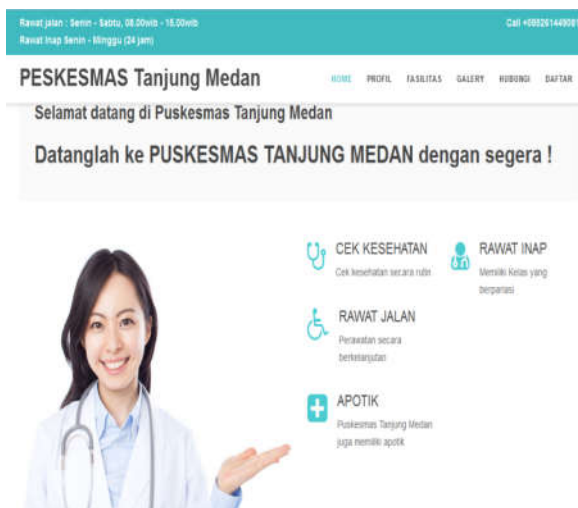 Rawat jalan : Senin - Sabtu, 08.00wib - 16.00wib
Call +085261449081
Rawat Inap Senin - Minggu (24 jam)
PESKESMAS Tanjung Medan
HOME PROFIL FASILITAS GALERY HUBUNGI DAFTAR
Selamat datang di Puskesmas Tanjung Medan
Datanglah ke PUSKESMAS TANJUNG MEDAN dengan segera !
CEK KESEHATAN
Cek kesehatan secara rutin
RAWAT INAP
Memiliki Kelas yang
berpariasi
RAWAT JALAN
Perawatan secara
berkelanjutan
APOTIK
Puskesmas Tanjung Medan
juga memiliki apotik